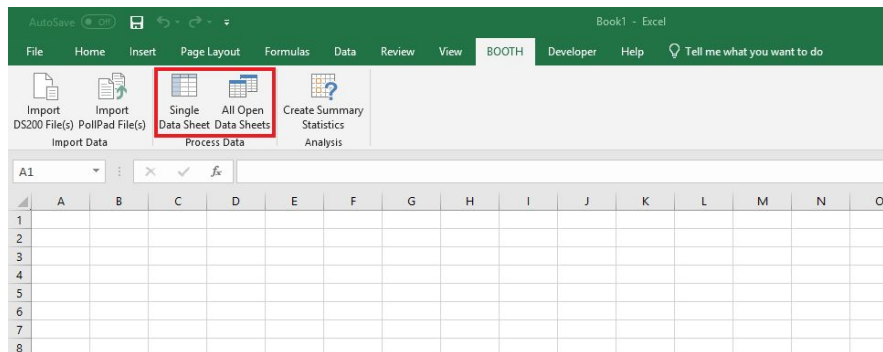 AutoSave Off Book1 - Excel
File Home Insert Page Layout Formulas Data Review View BOOTH Developer Help Tell me what you want to do
Import Import Single All Open Create Summary
DS200 File(s) PollPad File(s) Data Sheet Data Sheets Statistics
Import Data Process Data Analysis
A1 fx
A B C D E F G H I J K L M N O
1
2
3
4
5
6
7
8